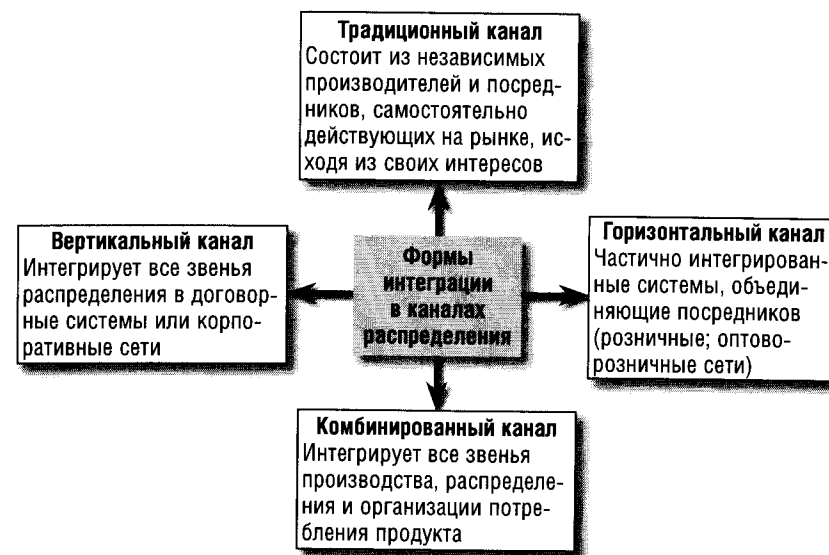 Традиционный канал
Состоит из независимых
производителей и посред-
ников, самостоятельно
действующих на рынке, ис-
ходя из своих интересов
Вертикальный канал
Интегрирует все звенья
распределения в договор-
ные системы или корпо-
ративные сети
Формы
интеграции
в каналах
распределения
Горизонтальный канал
Частично интегрирован-
ные системы, объеди-
няющие посредников
(розничные; оптово-
розничные сети)
Комбинированный канал
Интегрирует все звенья
производства, распределе-
ния и организации потре-
бления продукта